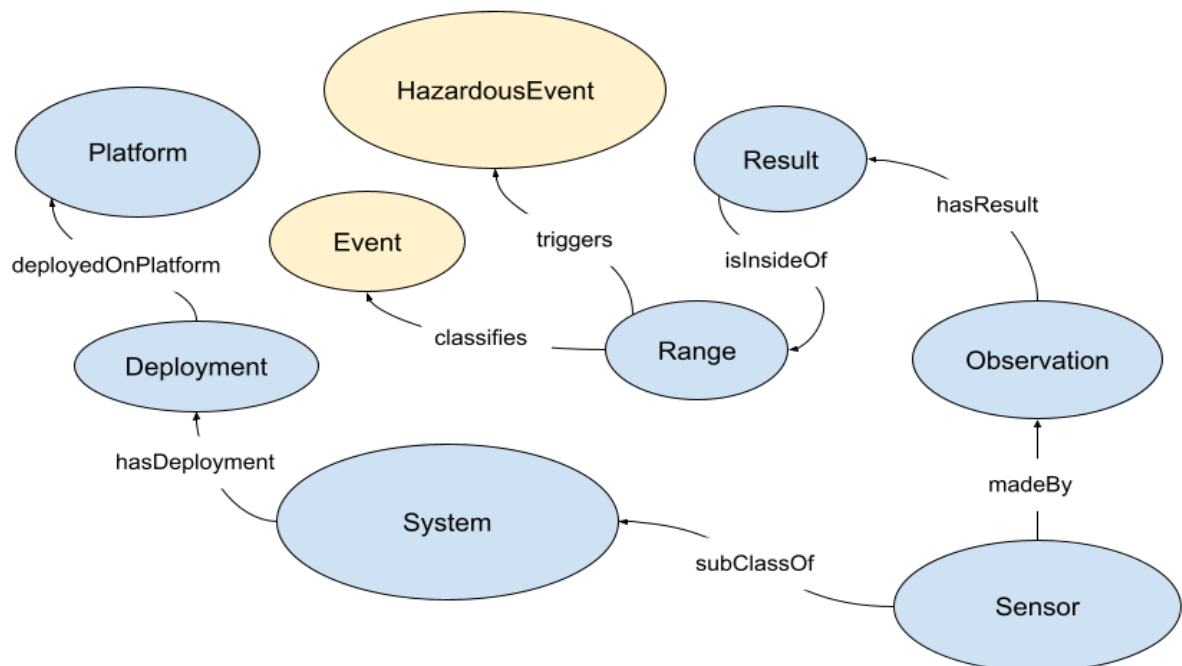 HazardousEvent
Platform
Result
hasResult
Event
triggers
isInsideOf
deployedOnPlatform
classifies
Range
Observation
Deployment
hasDeployment
madeBy
System
subClassOf
Sensor